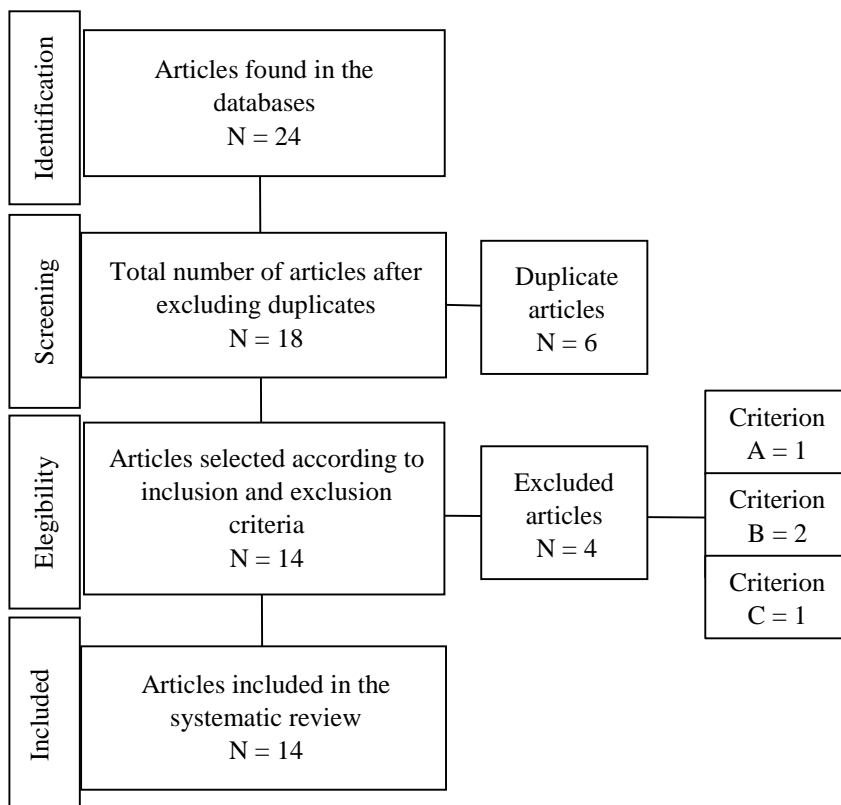 Identification
Articles found in the
databases
N = 24
Screening
Total number of articles after
excluding duplicates
N = 18
Duplicate
articles
N = 6
Elegibility
Articles selected according to
inclusion and exclusion
criteria
N = 14
Excluded
articles
N = 4
Criterion
A = 1
Criterion
B = 2
Criterion
C = 1
Included
Articles included in the
systematic review
N = 14